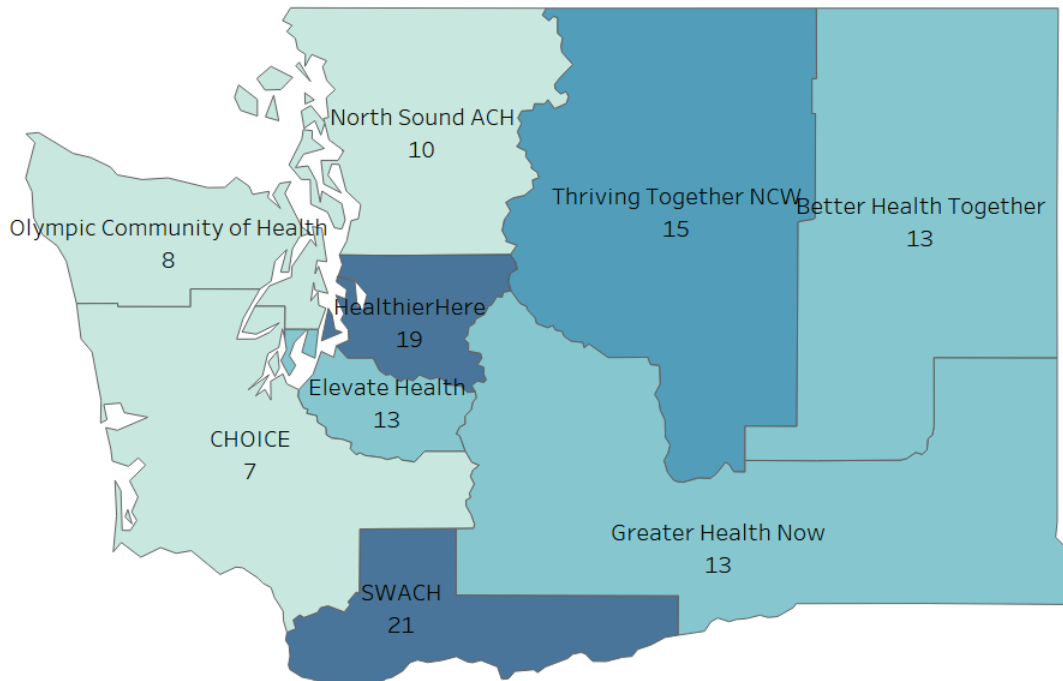 North Sound ACH
10
Thriving Together NCW
15
Better Health Together
13
Olympic Community of Health
8
HealthierHere
19
Elevate Health
13
CHOICE
7
Greater Health Now
13
SWACH
21